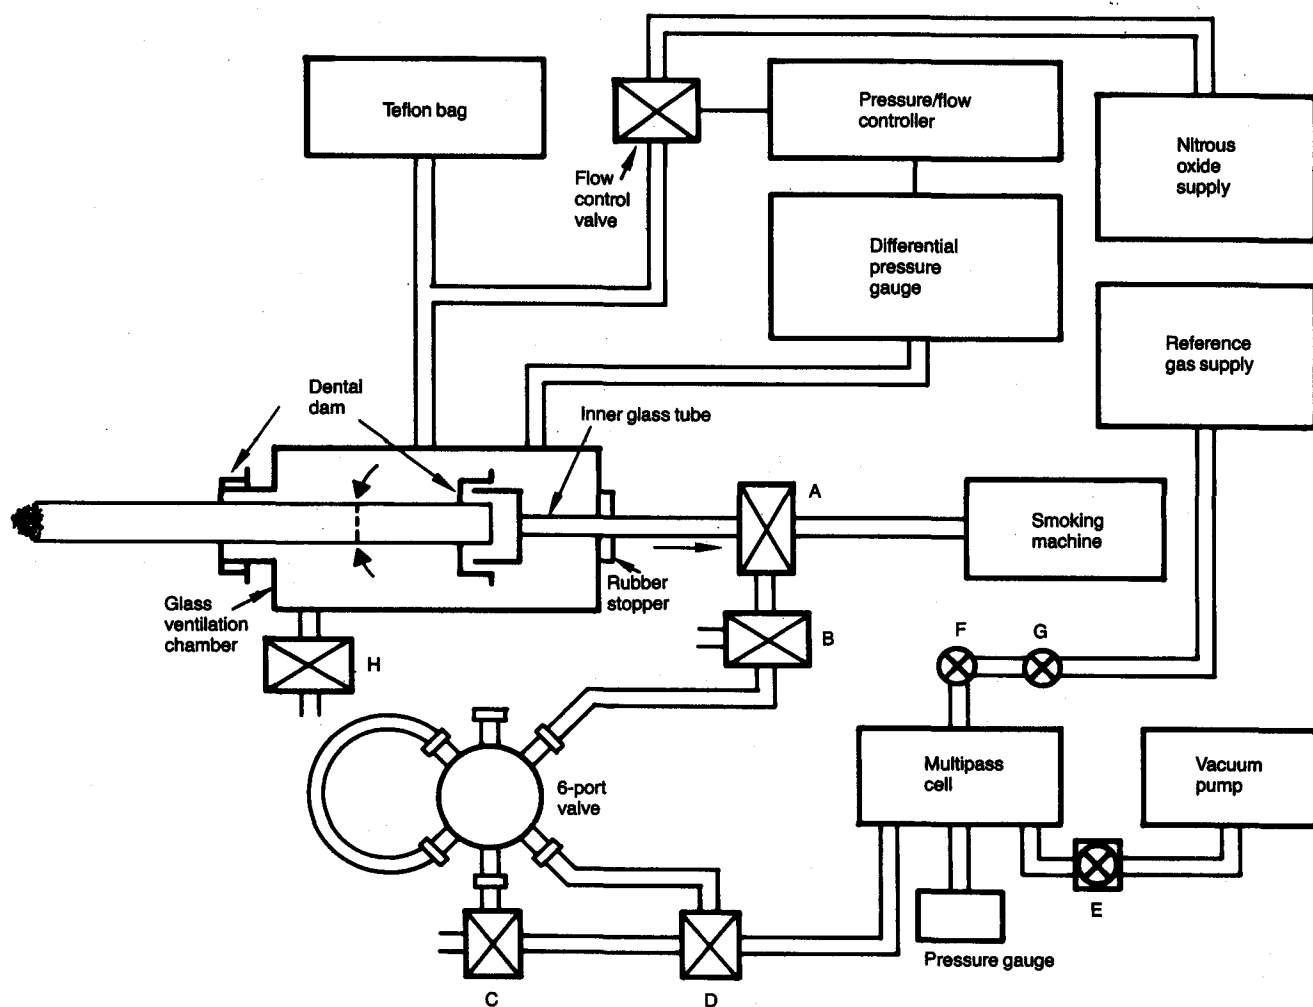 Teflon bag
Pressure/flow
controller
Nitrous
oxide
supply
Flow
control
valve
Differential
pressure
gauge
Reference
gas supply
Dental
dam
Inner glass tube
A
Smoking
machine
Glass
ventilation
chamber
Rubber
stopper
H
B
F
G
6-port
valve
Multipass
cell
Vacuum
pump
E
Pressure gauge
C
D